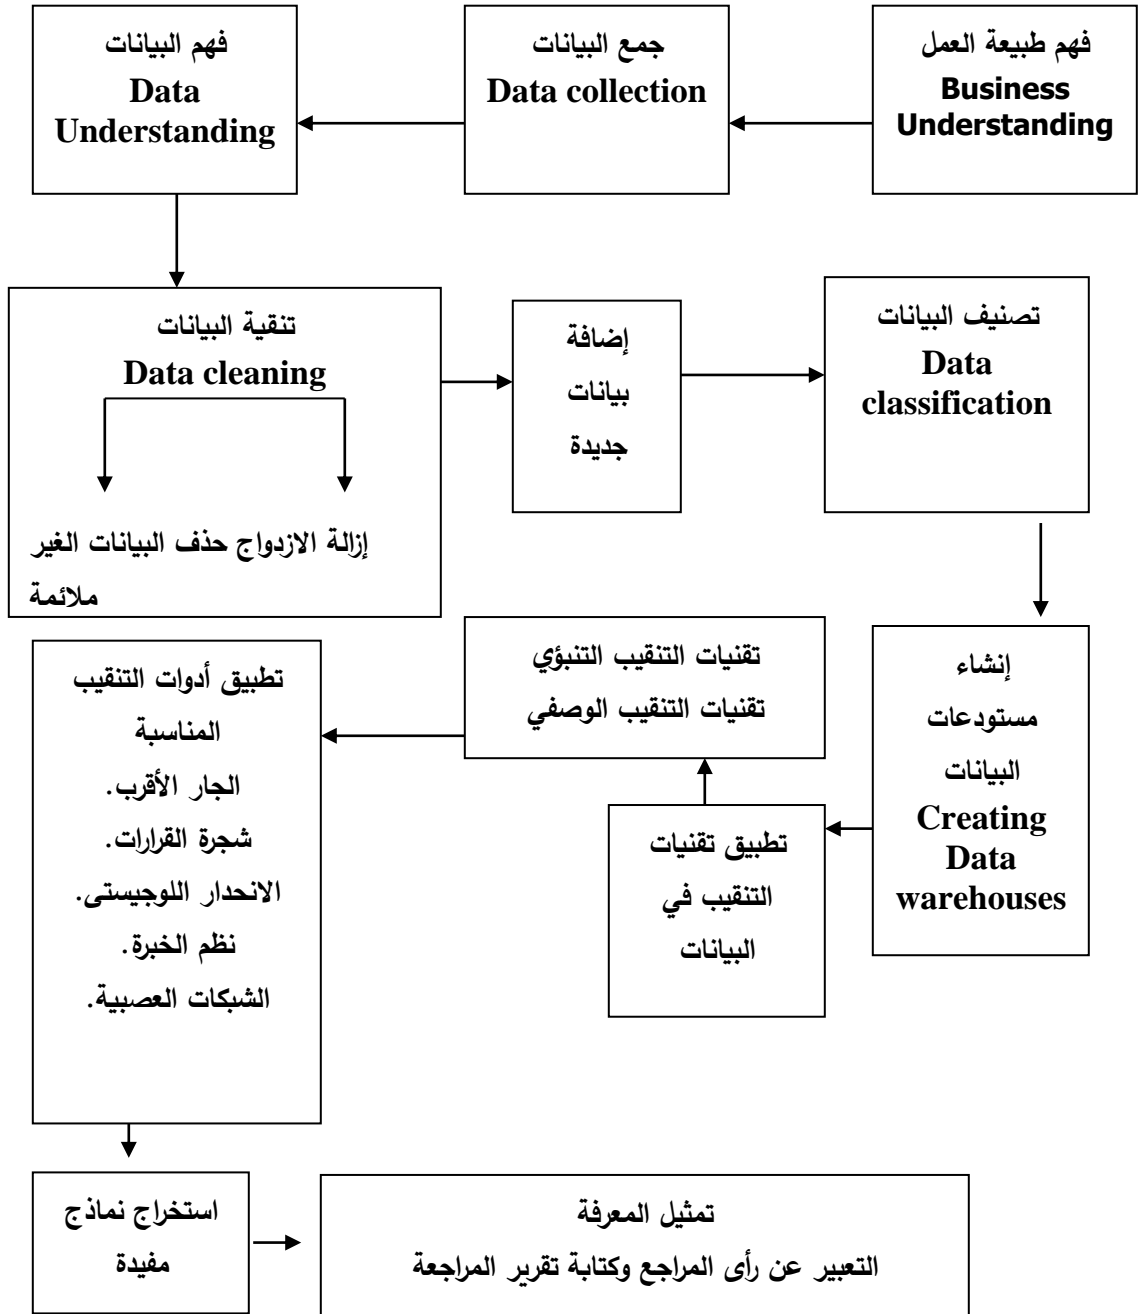 فهم طبيعة العمل
Business
Understanding
جمع البيانات
Data collection
فهم البيانات
Data
Understanding
تنقية البيانات
Data cleaning
إزالة الازدواج حذف البيانات الغير
ملائمة
إضافة
بيانات
جديدة
تصنيف البيانات
Data
classification
إنشاء
مستودعات
البيانات
Creating
Data
warehouses
تطبيق تقنيات
التنقيب في
البيانات
تقنيات التنقيب التنبؤي
تقنيات التنقيب الوصفي
تطبيق أدوات التنقيب
المناسبة
الجار الأقرب.
شجرة القرارات.
الانحدار اللوجيستى.
نظم الخبرة.
الشبكات العصبية.
استخراج نماذج
مفيدة
تمثيل المعرفة
التعبير عن رأى المراجع وكتابة تقرير المراجعة